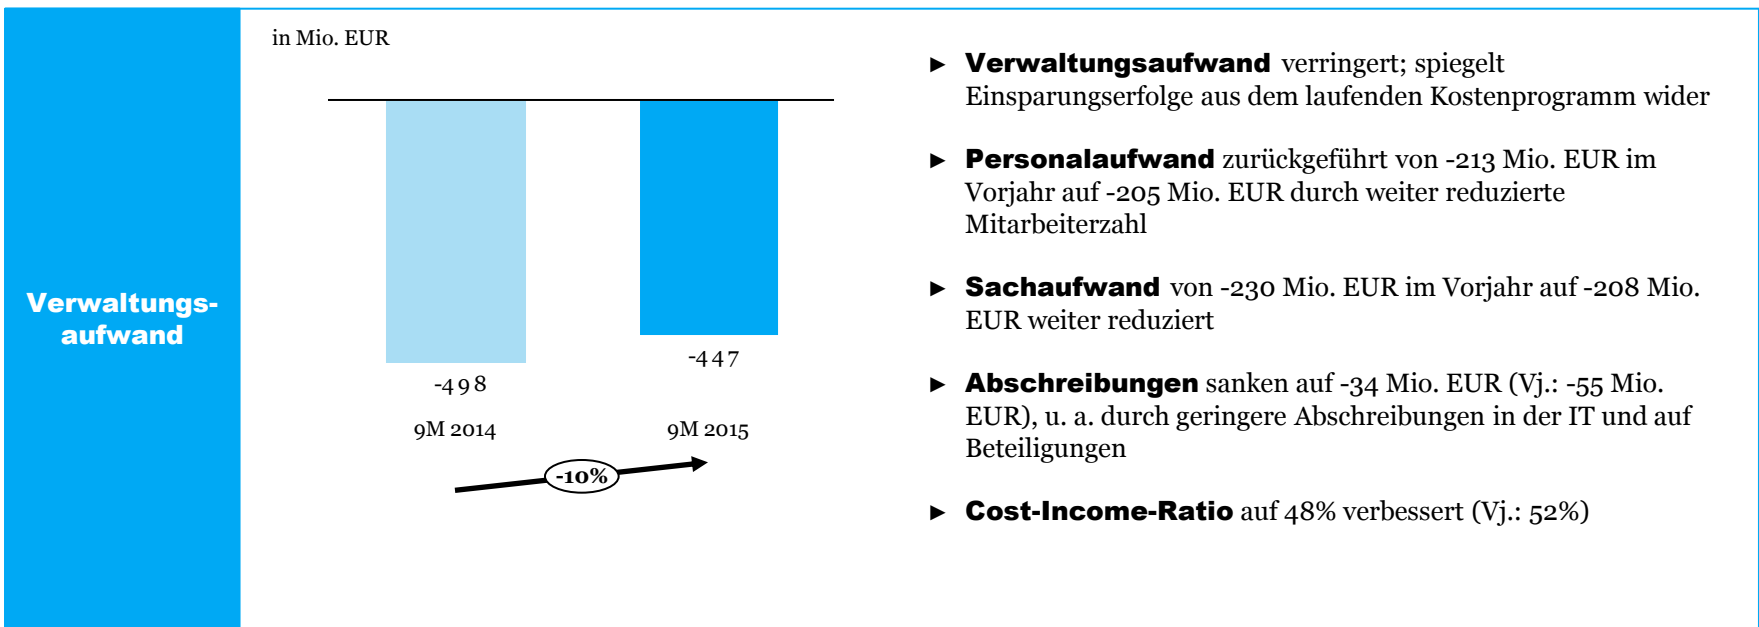 Verwaltungs-
aufwand
in Mio. EUR
-498
-447
9M 2014
9M 2015
-10%
► Verwaltungsaufwand verringert; spiegelt
Einsparungserfolge aus dem laufenden Kostenprogramm wider
► Personalaufwand zurückgeführt von -213 Mio. EUR im
Vorjahr auf -205 Mio. EUR durch weiter reduzierte
Mitarbeiterzahl
► Sachaufwand von -230 Mio. EUR im Vorjahr auf -208 Mio.
EUR weiter reduziert
► Abschreibungen sanken auf -34 Mio. EUR (Vj.: -55 Mio.
EUR), u. a. durch geringere Abschreibungen in der IT und auf
Beteiligungen
► Cost-Income-Ratio auf 48% verbessert (Vj.: 52%)